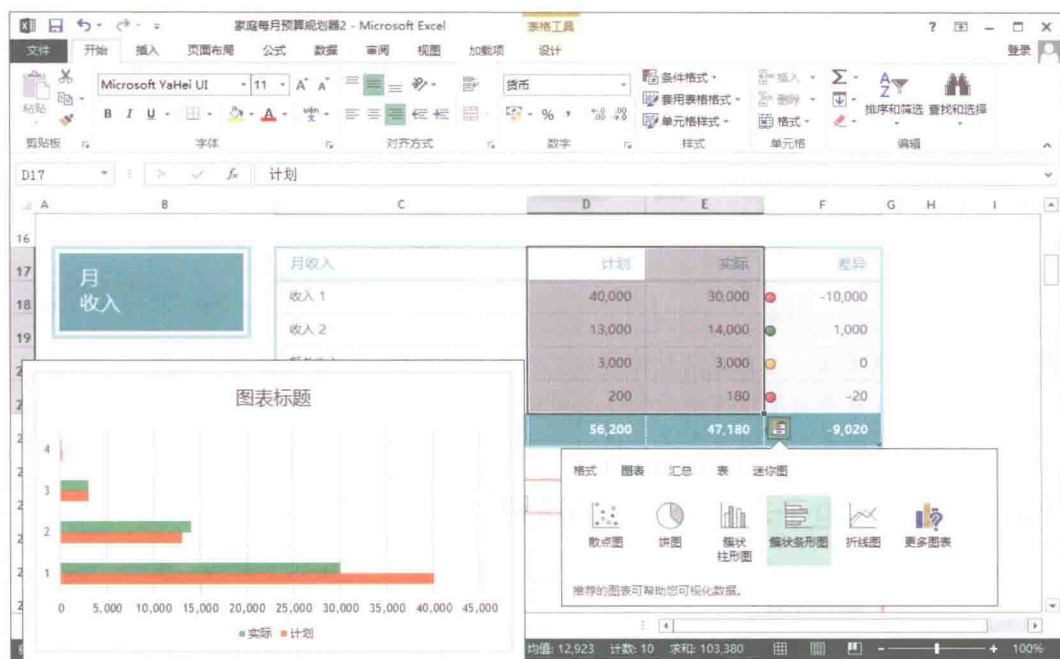 家庭每月预算规划器2 - Microsoft Excel
表格工具
?
文件 开始 插入 页面布局 公式 数据 审阅 视图 加载项 设计 登录
粘贴
Microsoft YaHei UI 11 A A
货币
条件格式
套用表格格式
单元格样式
插入
删除
格式
排序和筛选 查找和选择
B I U A wén 文
% ,
剪贴板 字体 对齐方式 数字 样式 单元格 编辑
D17 fx 计划
A B C D E F G H I
16
17 月收入 计划 实际 差异
月
收入
18 收入 1 40,000 30,000 -10,000
19 收入 2 13,000 14,000 1,000
3,000 3,000 0
200 180 -20
56,200 47,180 -9,020
图表标题
4
3
2
1
0 5,000 10,000 15,000 20,000 25,000 30,000 35,000 40,000 45,000
实际 计划
格式 图表 汇总 表 迷你图
散点图 饼图 簇状柱形图 簇状条形图 折线图 更多图表
推荐的图表可帮助您可视化数据。
均值: 12,923 计数: 10 求和: 103,380 100%